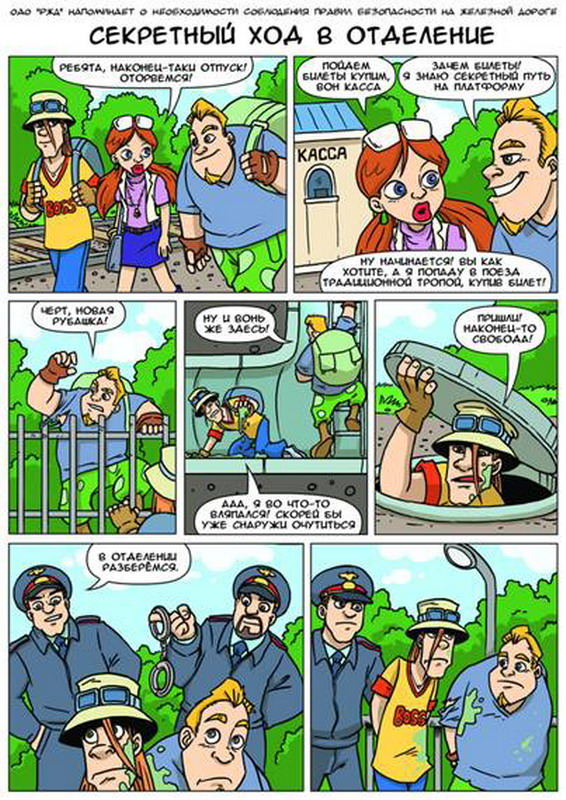 ОАО "РЖД" НАПОМИНАЕТ О НЕОБХОДИМОСТИ СОБЛЮДЕНИЯ ПРАВИЛ БЕЗОПАСНОСТИ НА ЖЕЛЕЗНОЙ ДОРОГЕ
СЕКРЕТНЫЙ ХОД В ОТДЕЛЕНИЕ
РЕБЯТА, НАКОНЕЦ-ТАКИ ОТПУСК!
ОТОРВЕМСЯ!
BOSS
ПОЙДЕМ
БИЛЕТЫ КУПИМ,
ВОН КАССА
ЗАЧЕМ БИЛЕТЫ!
Я ЗНАЮ СЕКРЕТНЫЙ ПУТЬ
НА ПЛАТФОРМУ
КАССА
НУ НАЧИНАЕТСЯ! ВЫ КАК
ХОТИТЕ, А Я ПОПАДУ В ПОЕЗД
ТРАДИЦИОННОЙ ТРОПОЙ, КУПИВ БИЛЕТ!
ЧЕРТ, НОВАЯ
РУБАШКА!
НУ И ВОНЬ
ЖЕ ЗДЕСЬ!
ДАА, Я ВО ЧТО-ТО
ВЛЯПАЛСЯ! СКОРЕЙ БЫ
УЖЕ СНАРУЖИ ОЧУТИТЬСЯ
ПРИШЛИ!
НАКОНЕЦ-ТО
СВОБОДА!
В ОТДЕЛЕНИИ
РАЗБЕРЁМСЯ.
BOSS